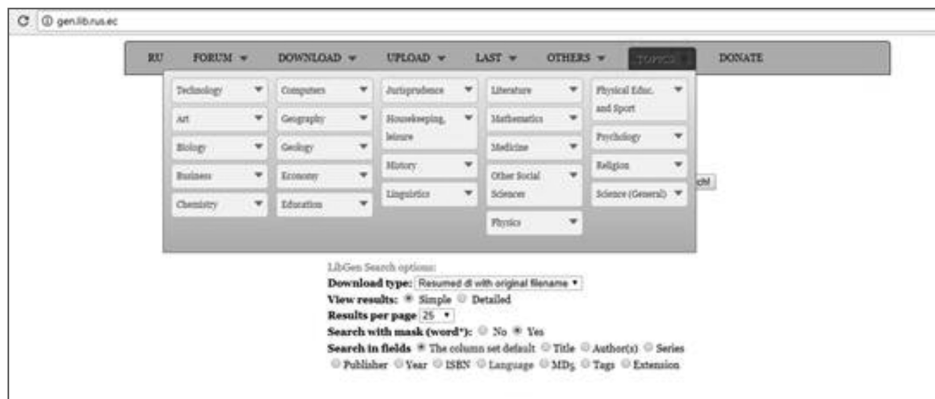 gen.lib.rus.ec
RU FORUM DOWNLOAD UPLOAD LAST OTHERS TOPICS DONATE
Technology
Art
Biology
Business
Chemistry
Computers
Geography
Geology
Economy
Education
Jurisprudence
Housekeeping,
leisure
History
Linguistics
Literature
Mathematics
Medicine
Other Social
Sciences
Physics
Physical Educ.
and Sport
Psychology
Religion
Science (General)
ch!
LibGen Search options:
Download type: Resumed dl with original filename
View results: Simple Detailed
Results per page 25
Search with mask (word*): No Yes
Search in fields The column set default Title Author(s) Series
Publisher Year ISBN Language MD5 Tags Extension